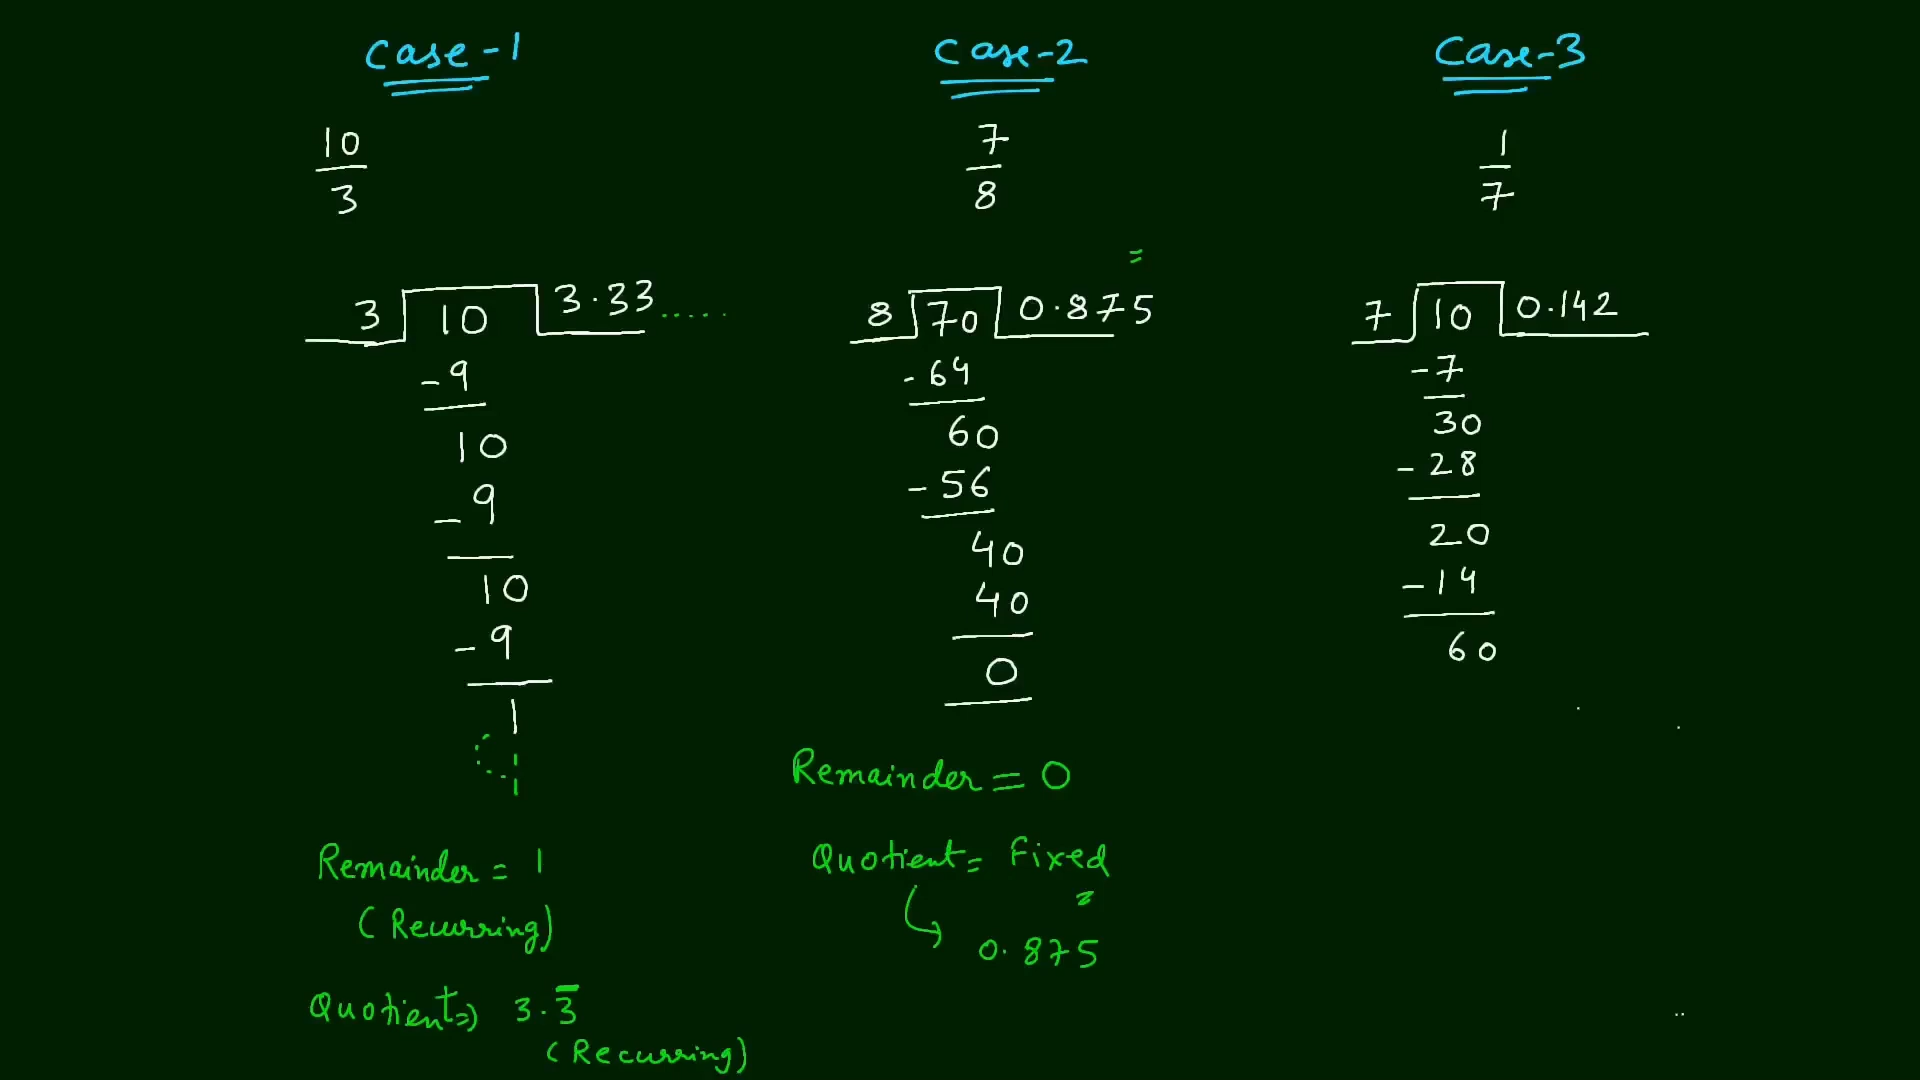 Case-1
10
3
3 10 3.33.....
-9
10
-9
10
-9
1
Remainder = 1
(Recurring)
Quotient => 3.3̅
(Recurring)
Case-2
7
8
=
8 70 0.875
-64
60
-56
40
40
0
Remainder = 0
Quotient = Fixed
0.875
Case-3
1
7
7 10 0.142
-7
30
-28
20
-14
60